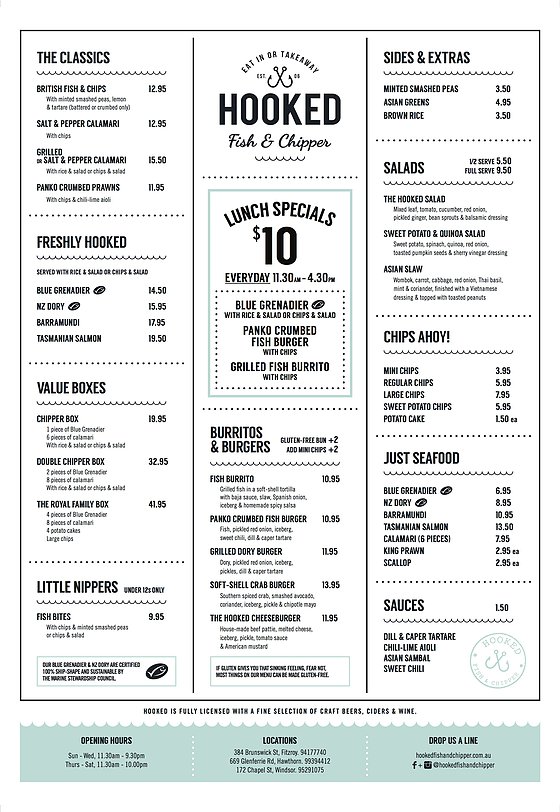 THE CLASSICS
BRITISH FISH & CHIPS 12.95
With minted smashed peas, lemon
& tartare (battered or crumbed only)
SALT & PEPPER CALAMARI 12.95
With chips
GRILLED
OR SALT & PEPPER CALAMARI 15.50
With rice & salad or chips & salad
PANKO CRUMBED PRAWNS 11.95
With chips & chili-lime aioli
FRESHLY HOOKED
SERVED WITH RICE & SALAD OR CHIPS & SALAD
BLUE GRENADIER 14.50
NZ DORY 15.95
BARRAMUNDI 17.95
TASMANIAN SALMON 19.50
VALUE BOXES
CHIPPER BOX 19.95
1 piece of Blue Grenadier
6 pieces of calamari
With rice & salad or chips & salad
DOUBLE CHIPPER BOX 32.95
2 pieces of Blue Grenadier
8 pieces of calamari
With rice & salad or chips & salad
THE ROYAL FAMILY BOX 41.95
4 pieces of Blue Grenadier
8 pieces of calamari
4 potato cakes
Large chips
LITTLE NIPPERS UNDER 12s ONLY
FISH BITES 9.95
With chips & minted smashed peas
or chips & salad
OUR BLUE GRENADIER & NZ DORY ARE CERTIFIED
100% SHIP-SHAPE AND SUSTAINABLE BY
THE MARINE STEWARDSHIP COUNCIL.
EAT IN OR TAKEAWAY
EST. 08
HOOKED
Fish & Chipper
LUNCH SPECIALS
$10
EVERYDAY 11.30AM - 4.30PM
BLUE GRENADIER
WITH RICE & SALAD OR CHIPS & SALAD
PANKO CRUMBED
FISH BURGER
WITH CHIPS
GRILLED FISH BURRITO
WITH CHIPS
BURRITOS
& BURGERS
GLUTEN-FREE BUN +2
ADD MINI CHIPS +2
FISH BURRITO 10.95
Grilled fish in a soft-shell tortilla
with baja sauce, slaw, Spanish onion,
iceberg & homemade spicy salsa
PANKO CRUMBED FISH BURGER 10.95
Fish, pickled red onion, iceberg,
sweet chili, dill & caper tartare
GRILLED DORY BURGER 11.95
Dory, pickled red onion, iceberg,
pickles, dill & caper tartare
SOFT-SHELL CRAB BURGER 13.95
Southern spiced crab, smashed avocado,
coriander, iceberg, pickle & chipotle mayo
THE HOOKED CHEESEBURGER 11.95
House-made beef pattie, melted cheese,
iceberg, pickle, tomato sauce
& American mustard
IF GLUTEN GIVES YOU THAT SINKING FEELING, FEAR NOT,
MOST THINGS ON OUR MENU CAN BE MADE GLUTEN-FREE.
SIDES & EXTRAS
MINTED SMASHED PEAS 3.50
ASIAN GREENS 4.95
BROWN RICE 3.50
SALADS
1/2 SERVE 5.50
FULL SERVE 9.50
THE HOOKED SALAD
Mixed leaf, tomato, cucumber, red onion,
pickled ginger, bean sprouts & balsamic dressing
SWEET POTATO & QUINOA SALAD
Sweet potato, spinach, quinoa, red onion,
toasted pumpkin seeds & sherry vinegar dressing
ASIAN SLAW
Wombok, carrot, cabbage, red onion, Thai basil,
mint & coriander, finished with a Vietnamese
dressing & topped with toasted peanuts
CHIPS AHOY!
MINI CHIPS 3.95
REGULAR CHIPS 5.95
LARGE CHIPS 7.95
SWEET POTATO CHIPS 5.95
POTATO CAKE 1.50 ea
JUST SEAFOOD
BLUE GRENADIER 6.95
NZ DORY 8.95
BARRAMUNDI 10.95
TASMANIAN SALMON 13.50
CALAMARI (6 PIECES) 7.95
KING PRAWN 2.95 ea
SCALLOP 2.95 ea
SAUCES 1.50
DILL & CAPER TARTARE
CHILI-LIME AIOLI
ASIAN SAMBAL
SWEET CHILI
HOOKED
FISH & CHIPPER
HOOKED IS FULLY LICENSED WITH A FINE SELECTION OF CRAFT BEERS, CIDERS & WINE.
OPENING HOURS
Sun - Wed, 11.30am - 9.30pm
Thurs - Sat, 11.30am - 10.00pm
LOCATIONS
384 Brunswick St, Fitzroy. 94177740
669 Glenferrie Rd, Hawthorn. 99394412
172 Chapel St, Windsor. 95291075
DROP US A LINE
hookedfishandchipper.com.au
f + @hookedfishandchipper